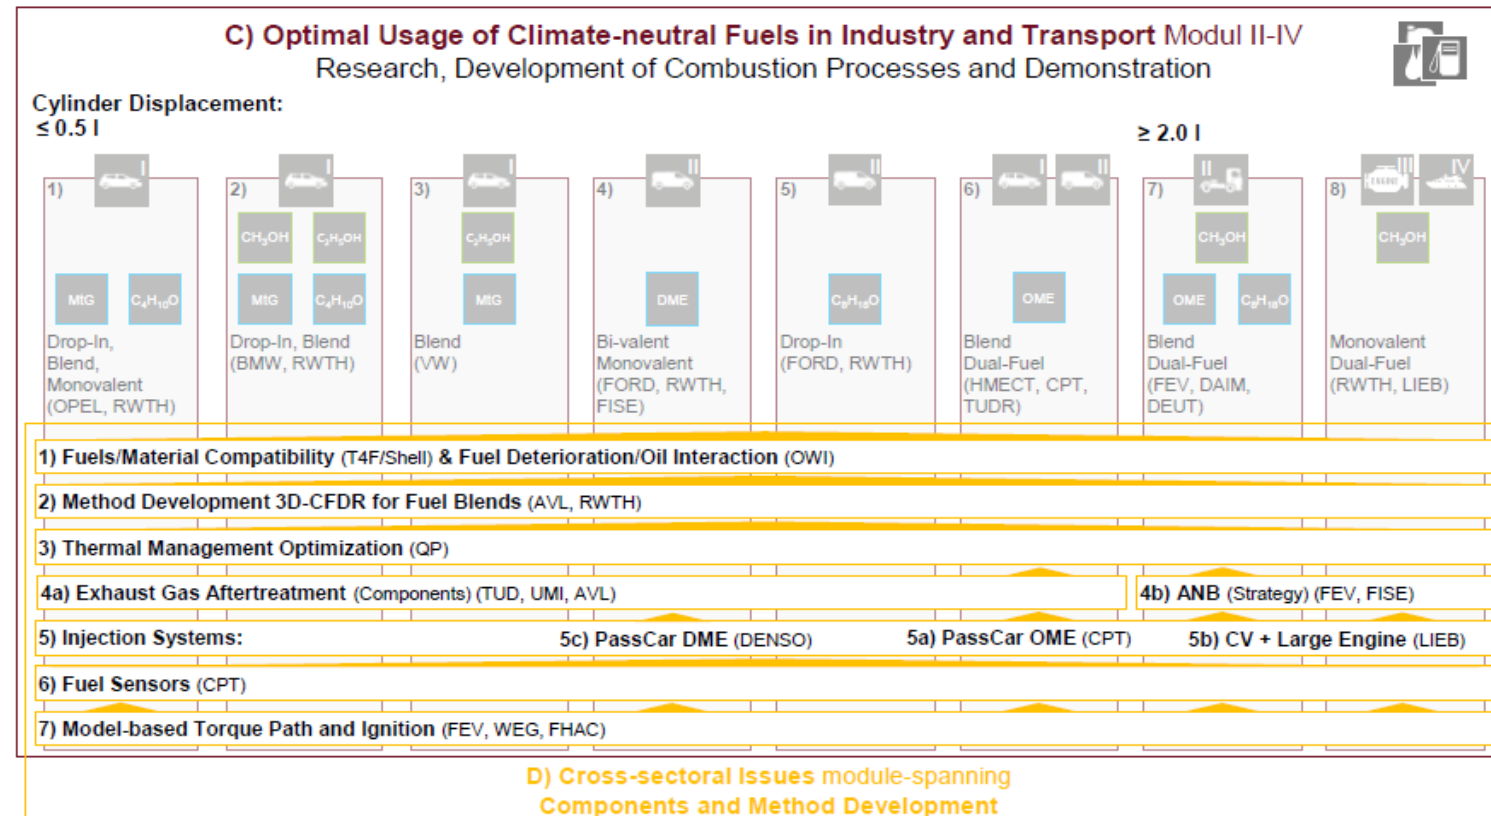 C) Optimal Usage of Climate-neutral Fuels in Industry and Transport Modul II-IV
Research, Development of Combustion Processes and Demonstration
Cylinder Displacement:
≤ 0.5 l
≥ 2.0 l
1)
I
MtG
C₄H₁₀O
Drop-In,
Blend,
Monovalent
(OPEL, RWTH)
2)
I
CH₃OH
C₂H₅OH
MtG
C₄H₁₀O
Drop-In, Blend
(BMW, RWTH)
3)
I
C₂H₅OH
MtG
Blend
(VW)
4)
II
DME
Bi-valent
Monovalent
(FORD, RWTH,
FISE)
5)
II
C₈H₁₈O
Drop-In
(FORD, RWTH)
6)
I
II
OME
Blend
Dual-Fuel
(HMECT, CPT,
TUDR)
7)
II
CH₃OH
OME
C₈H₁₈O
Blend
Dual-Fuel
(FEV, DAIM,
DEUT)
8)
ENGINE
III
IV
CH₃OH
Monovalent
Dual-Fuel
(RWTH, LIEB)
1) Fuels/Material Compatibility (T4F/Shell) & Fuel Deterioration/Oil Interaction (OWI)
2) Method Development 3D-CFDR for Fuel Blends (AVL, RWTH)
3) Thermal Management Optimization (QP)
4a) Exhaust Gas Aftertreatment (Components) (TUD, UMI, AVL)
4b) ANB (Strategy) (FEV, FISE)
5) Injection Systems:
5c) PassCar DME (DENSO)
5a) PassCar OME (CPT)
5b) CV + Large Engine (LIEB)
6) Fuel Sensors (CPT)
7) Model-based Torque Path and Ignition (FEV, WEG, FHAC)
D) Cross-sectoral Issues module-spanning
Components and Method Development